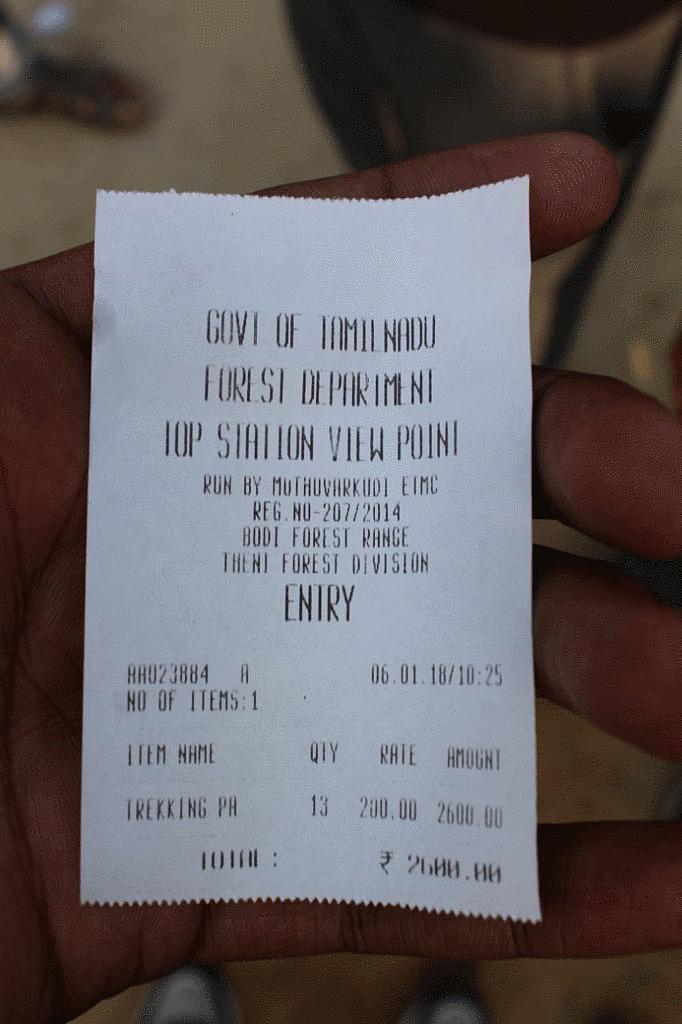 GOVT OF TAMILNADU
FOREST DEPARTMENT
TOP STATION VIEW POINT
RUN BY MUTHUVARKUDI ETMC
REG.NO-207/2014
BODI FOREST RANGE
THENI FOREST DIVISION
ENTRY
AA023884 A 06.01.18/10:25
NO OF ITEMS:1
ITEM NAME QTY RATE AMOUNT
TREKKING PA 13 200.00 2600.00
TOTAL : ₹ 2600.00